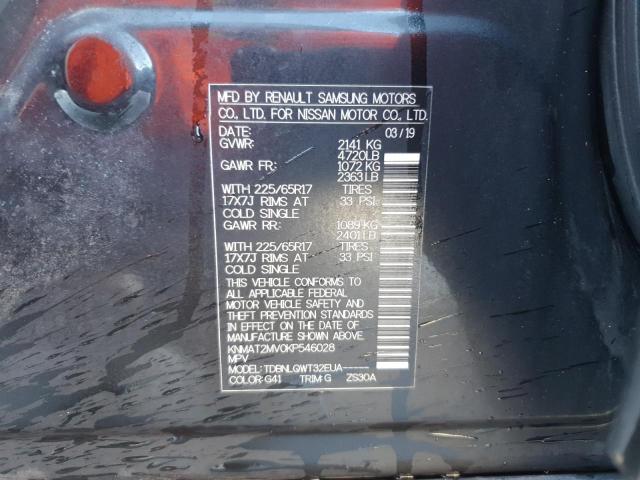 MFD BY RENAULT SAMSUNG MOTORS
CO., LTD. FOR NISSAN MOTOR CO., LTD.
DATE: 03/19
GVWR: 2141 KG
4720LB
GAWR FR: 1072 KG
2363LB
WITH 225/65R17 TIRES
17X7J RIMS AT 33 PSI
COLD SINGLE
GAWR RR: 1089 KG
2401LB
WITH 225/65R17 TIRES
17X7J RIMS AT 33 PSI
COLD SINGLE
THIS VEHICLE CONFORMS TO
ALL APPLICABLE FEDERAL
MOTOR VEHICLE SAFETY AND
THEFT PREVENTION STANDARDS
IN EFFECT ON THE DATE OF
MANUFACTURE SHOWN ABOVE.
KNMAT2MV0KP546028
MPV
MODEL: TDBNLQWT32EUA------
COLOR: G41 TRIM: G ZS30A